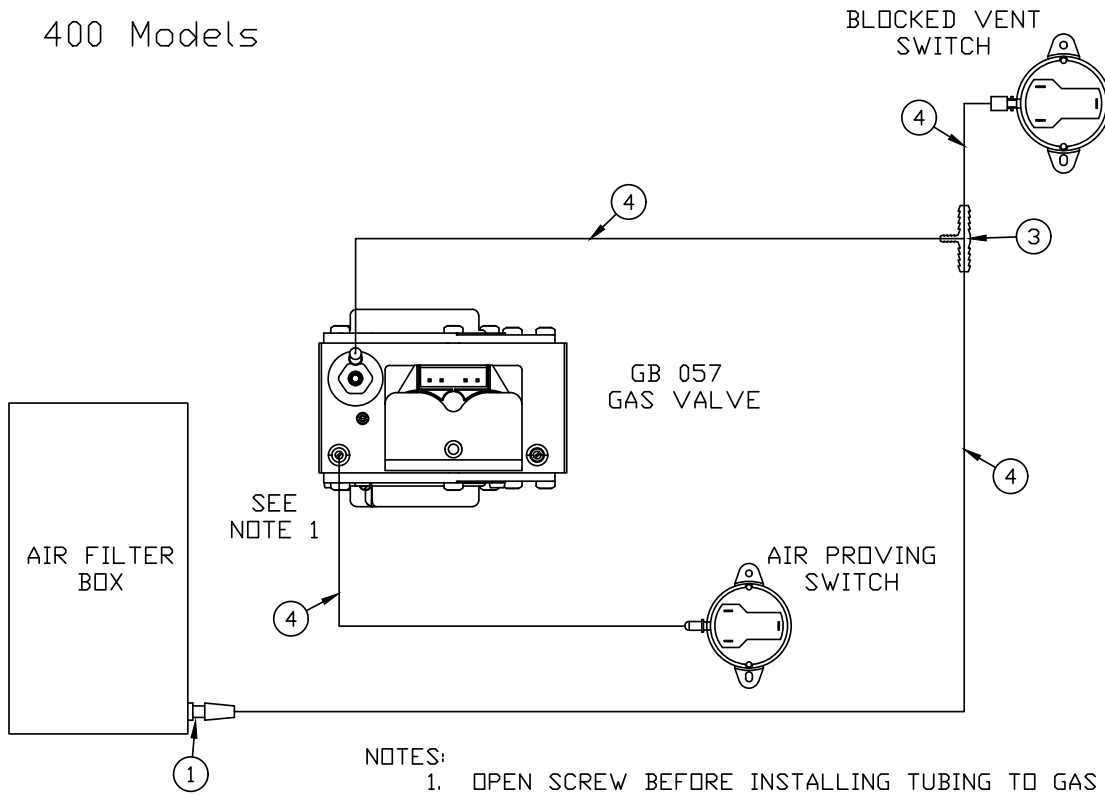 400 Models
BLOCKED VENT
SWITCH
4
4
3
GB 057
GAS VALVE
4
SEE
NOTE 1
AIR FILTER
BOX
AIR PROVING
SWITCH
4
1
NOTES:
1. OPEN SCREW BEFORE INSTALLING TUBING TO GAS